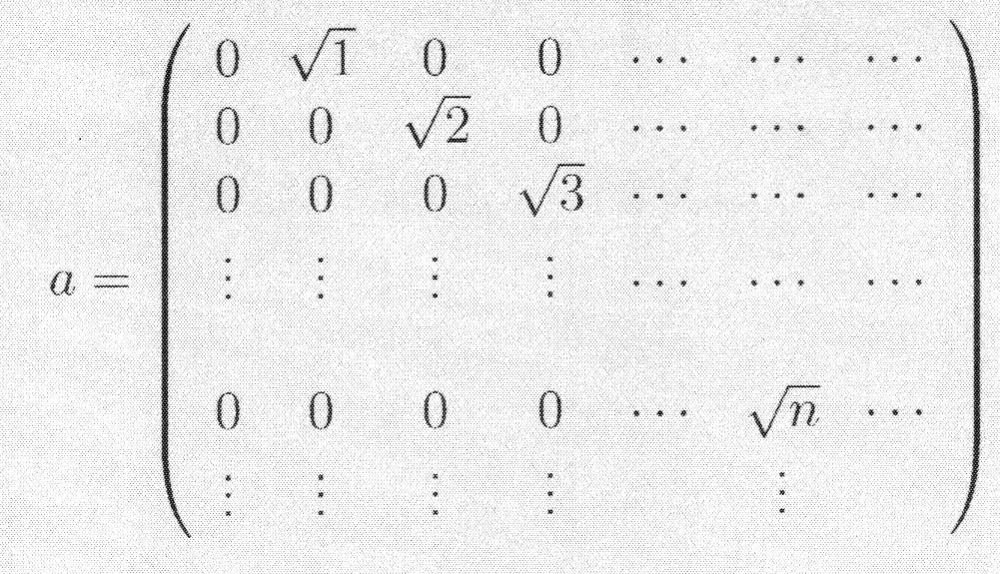 0 √1 0 0 ⋯ ⋯ ⋯
0 0 √2 0 ⋯ ⋯ ⋯
0 0 0 √3 ⋯ ⋯ ⋯
a = ⋮ ⋮ ⋮ ⋮ ⋯ ⋯ ⋯
0 0 0 0 ⋯ √n ⋯
⋮ ⋮ ⋮ ⋮ ⋮